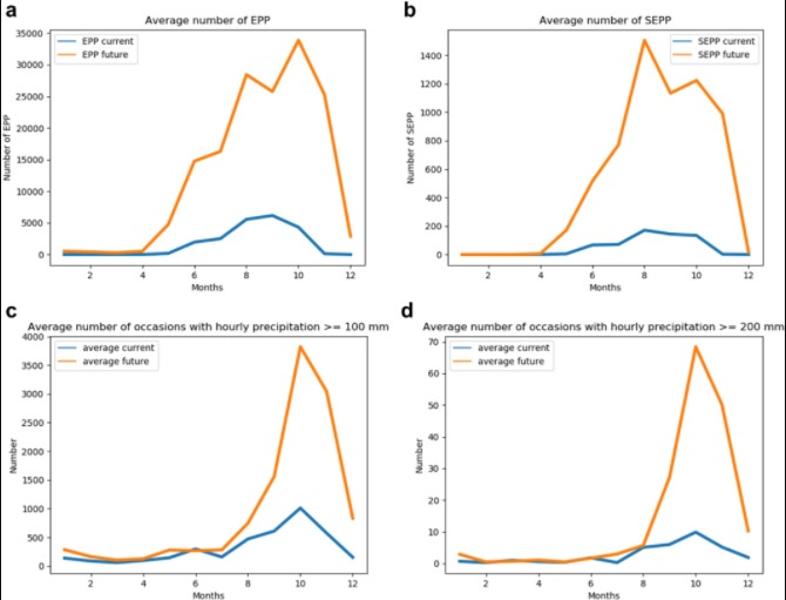 a
Average number of EPP
EPP current
EPP future
35000
30000
25000
20000
15000
10000
5000
0
Number of EPP
2 4 6 8 10 12
Months
b
Average number of SEPP
SEPP current
SEPP future
1400
1200
1000
800
600
400
200
0
Number of SEPP
2 4 6 8 10 12
Months
c
Average number of occasions with hourly precipitation >= 100 mm
average current
average future
4000
3500
3000
2500
2000
1500
1000
500
0
Number
2 4 6 8 10 12
Months
d
Average number of occasions with hourly precipitation >= 200 mm
average current
average future
70
60
50
40
30
20
10
0
Number
2 4 6 8 10 12
Months